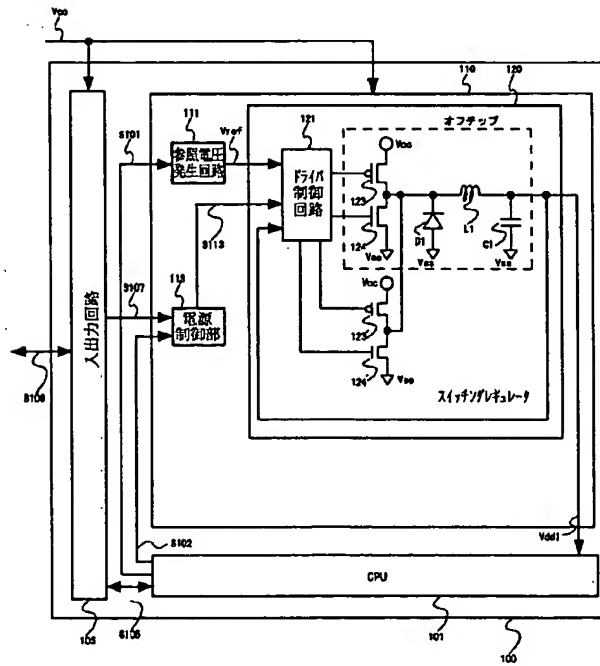 Vcc
110
120
オフチップ
111
121
S101
Vref
参照電圧
発生回路
ドライバ
制御
回路
Vcc
123
124
Vss
D1
Vss
L1
C1
Vss
S113
S107
113
電源
制御部
Vcc
123
124
Vss
入出力回路
スイッチングレギュレータ
S102
Vdd1
CPU
105
101
100